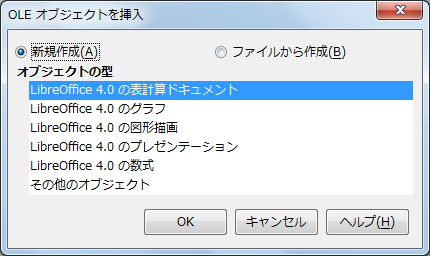 OLE オブジェクトを挿入
新規作成(A)
ファイルから作成(B)
オブジェクトの型
LibreOffice 4.0 の表計算ドキュメント
LibreOffice 4.0 のグラフ
LibreOffice 4.0 の図形描画
LibreOffice 4.0 のプレゼンテーション
LibreOffice 4.0 の数式
その他のオブジェクト
OK
キャンセル
ヘルプ(H)